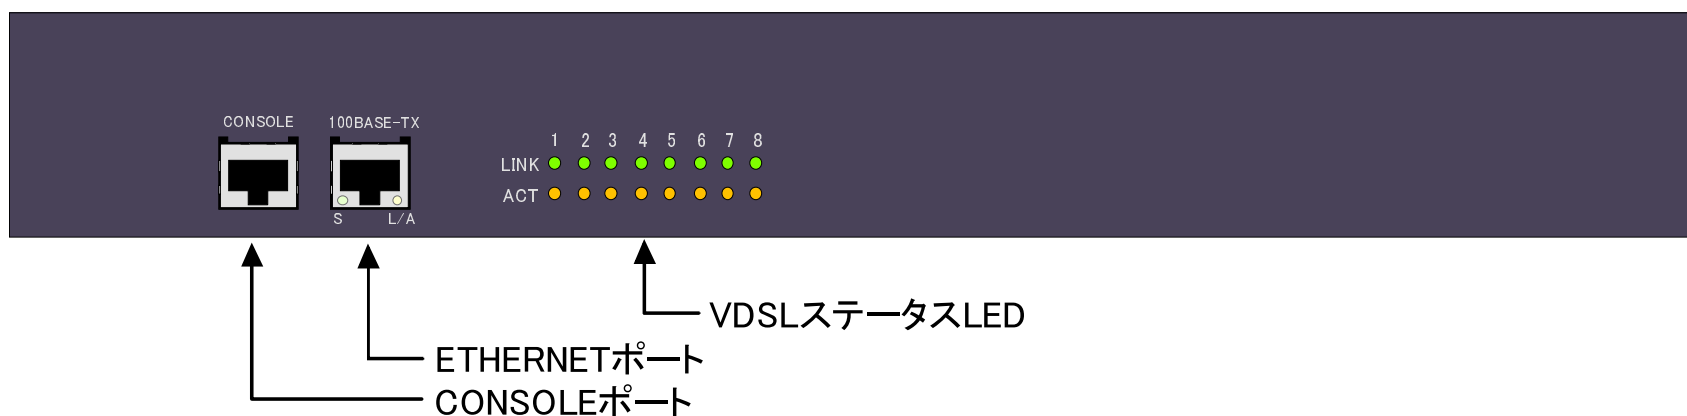 CONSOLE 100BASE-TX
1 2 3 4 5 6 7 8
LINK
ACT
S L/A
VDSLステータスLED
ETHERNETポート
CONSOLEポート